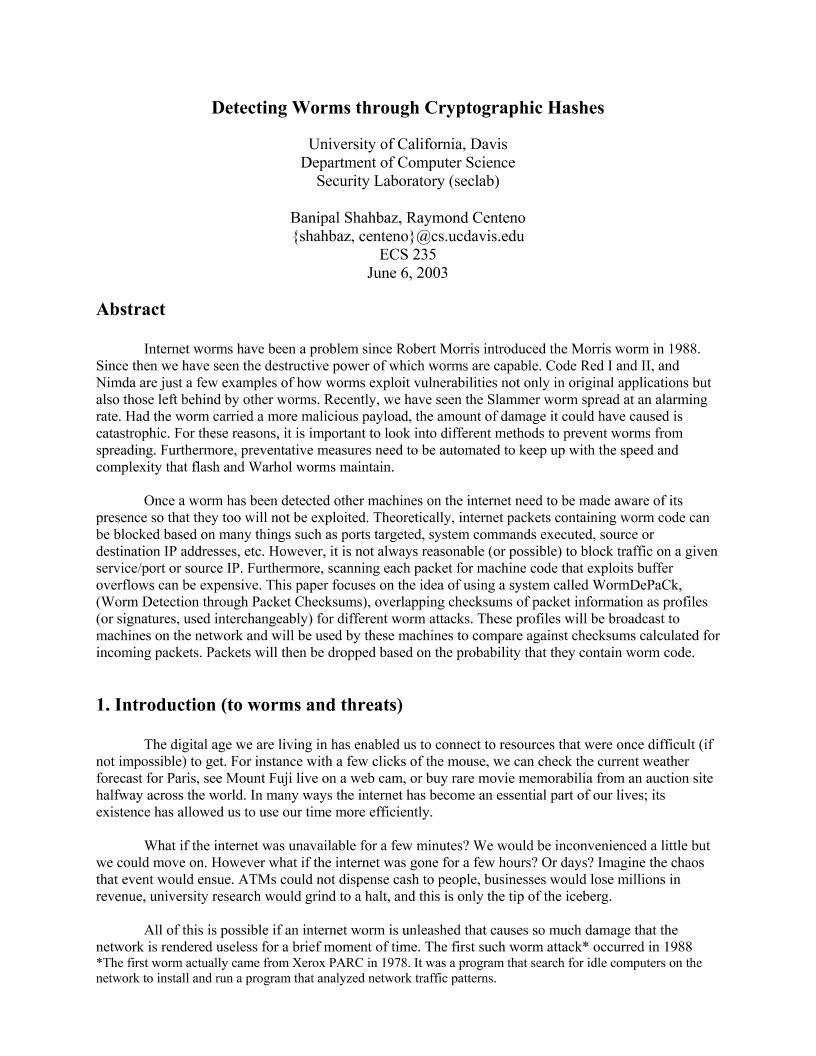 Detecting Worms through Cryptographic Hashes
University of California, Davis
Department of Computer Science
Security Laboratory (seclab)
Banipal Shahbaz, Raymond Centeno
{shahbaz, centeno}@cs.ucdavis.edu
ECS 235
June 6, 2003
Abstract
Internet worms have been a problem since Robert Morris introduced the Morris worm in 1988.
Since then we have seen the destructive power of which worms are capable. Code Red I and II, and
Nimda are just a few examples of how worms exploit vulnerabilities not only in original applications but
also those left behind by other worms. Recently, we have seen the Slammer worm spread at an alarming
rate. Had the worm carried a more malicious payload, the amount of damage it could have caused is
catastrophic. For these reasons, it is important to look into different methods to prevent worms from
spreading. Furthermore, preventative measures need to be automated to keep up with the speed and
complexity that flash and Warhol worms maintain.
Once a worm has been detected other machines on the internet need to be made aware of its
presence so that they too will not be exploited. Theoretically, internet packets containing worm code can
be blocked based on many things such as ports targeted, system commands executed, source or
destination IP addresses, etc. However, it is not always reasonable (or possible) to block traffic on a given
service/port or source IP. Furthermore, scanning each packet for machine code that exploits buffer
overflows can be expensive. This paper focuses on the idea of using a system called WormDePaCk,
(Worm Detection through Packet Checksums), overlapping checksums of packet information as profiles
(or signatures, used interchangeably) for different worm attacks. These profiles will be broadcast to
machines on the network and will be used by these machines to compare against checksums calculated for
incoming packets. Packets will then be dropped based on the probability that they contain worm code.
1. Introduction (to worms and threats)
The digital age we are living in has enabled us to connect to resources that were once difficult (if
not impossible) to get. For instance with a few clicks of the mouse, we can check the current weather
forecast for Paris, see Mount Fuji live on a web cam, or buy rare movie memorabilia from an auction site
halfway across the world. In many ways the internet has become an essential part of our lives; its
existence has allowed us to use our time more efficiently.
What if the internet was unavailable for a few minutes? We would be inconvenienced a little but
we could move on. However what if the internet was gone for a few hours? Or days? Imagine the chaos
that event would ensue. ATMs could not dispense cash to people, businesses would lose millions in
revenue, university research would grind to a halt, and this is only the tip of the iceberg.
All of this is possible if an internet worm is unleashed that causes so much damage that the
network is rendered useless for a brief moment of time. The first such worm attack* occurred in 1988
*The first worm actually came from Xerox PARC in 1978. It was a program that search for idle computers on the
network to install and run a program that analyzed network traffic patterns.